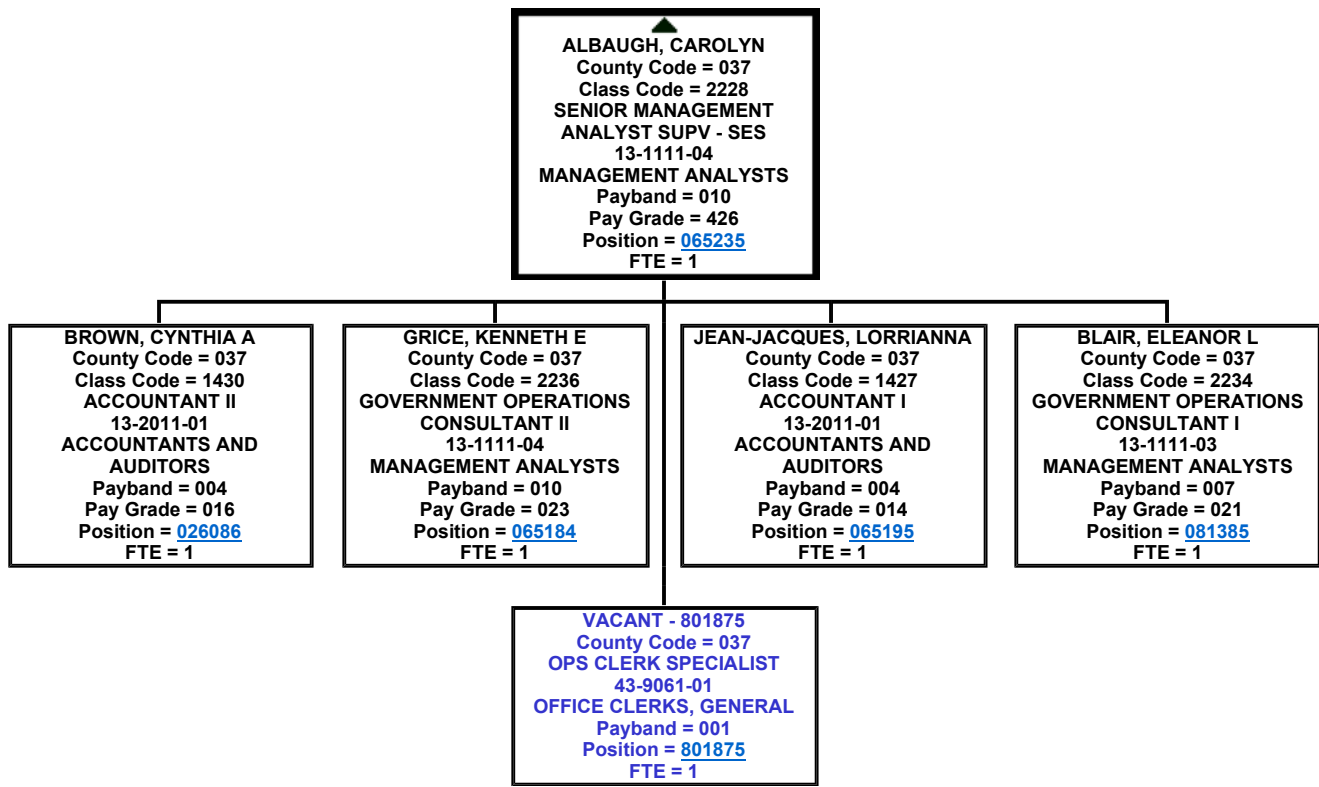 ALBAUGH, CAROLYN
County Code = 037
Class Code = 2228
SENIOR MANAGEMENT
ANALYST SUPV - SES
13-1111-04
MANAGEMENT ANALYSTS
Payband = 010
Pay Grade = 426
Position = 065235
FTE = 1
BROWN, CYNTHIA A
County Code = 037
Class Code = 1430
ACCOUNTANT II
13-2011-01
ACCOUNTANTS AND
AUDITORS
Payband = 004
Pay Grade = 016
Position = 026086
FTE = 1
GRICE, KENNETH E
County Code = 037
Class Code = 2236
GOVERNMENT OPERATIONS
CONSULTANT II
13-1111-04
MANAGEMENT ANALYSTS
Payband = 010
Pay Grade = 023
Position = 065184
FTE = 1
JEAN-JACQUES, LORRIANNA
County Code = 037
Class Code = 1427
ACCOUNTANT I
13-2011-01
ACCOUNTANTS AND
AUDITORS
Payband = 004
Pay Grade = 014
Position = 065195
FTE = 1
BLAIR, ELEANOR L
County Code = 037
Class Code = 2234
GOVERNMENT OPERATIONS
CONSULTANT I
13-1111-03
MANAGEMENT ANALYSTS
Payband = 007
Pay Grade = 021
Position = 081385
FTE = 1
VACANT - 801875
County Code = 037
OPS CLERK SPECIALIST
43-9061-01
OFFICE CLERKS, GENERAL
Payband = 001
Position = 801875
FTE = 1